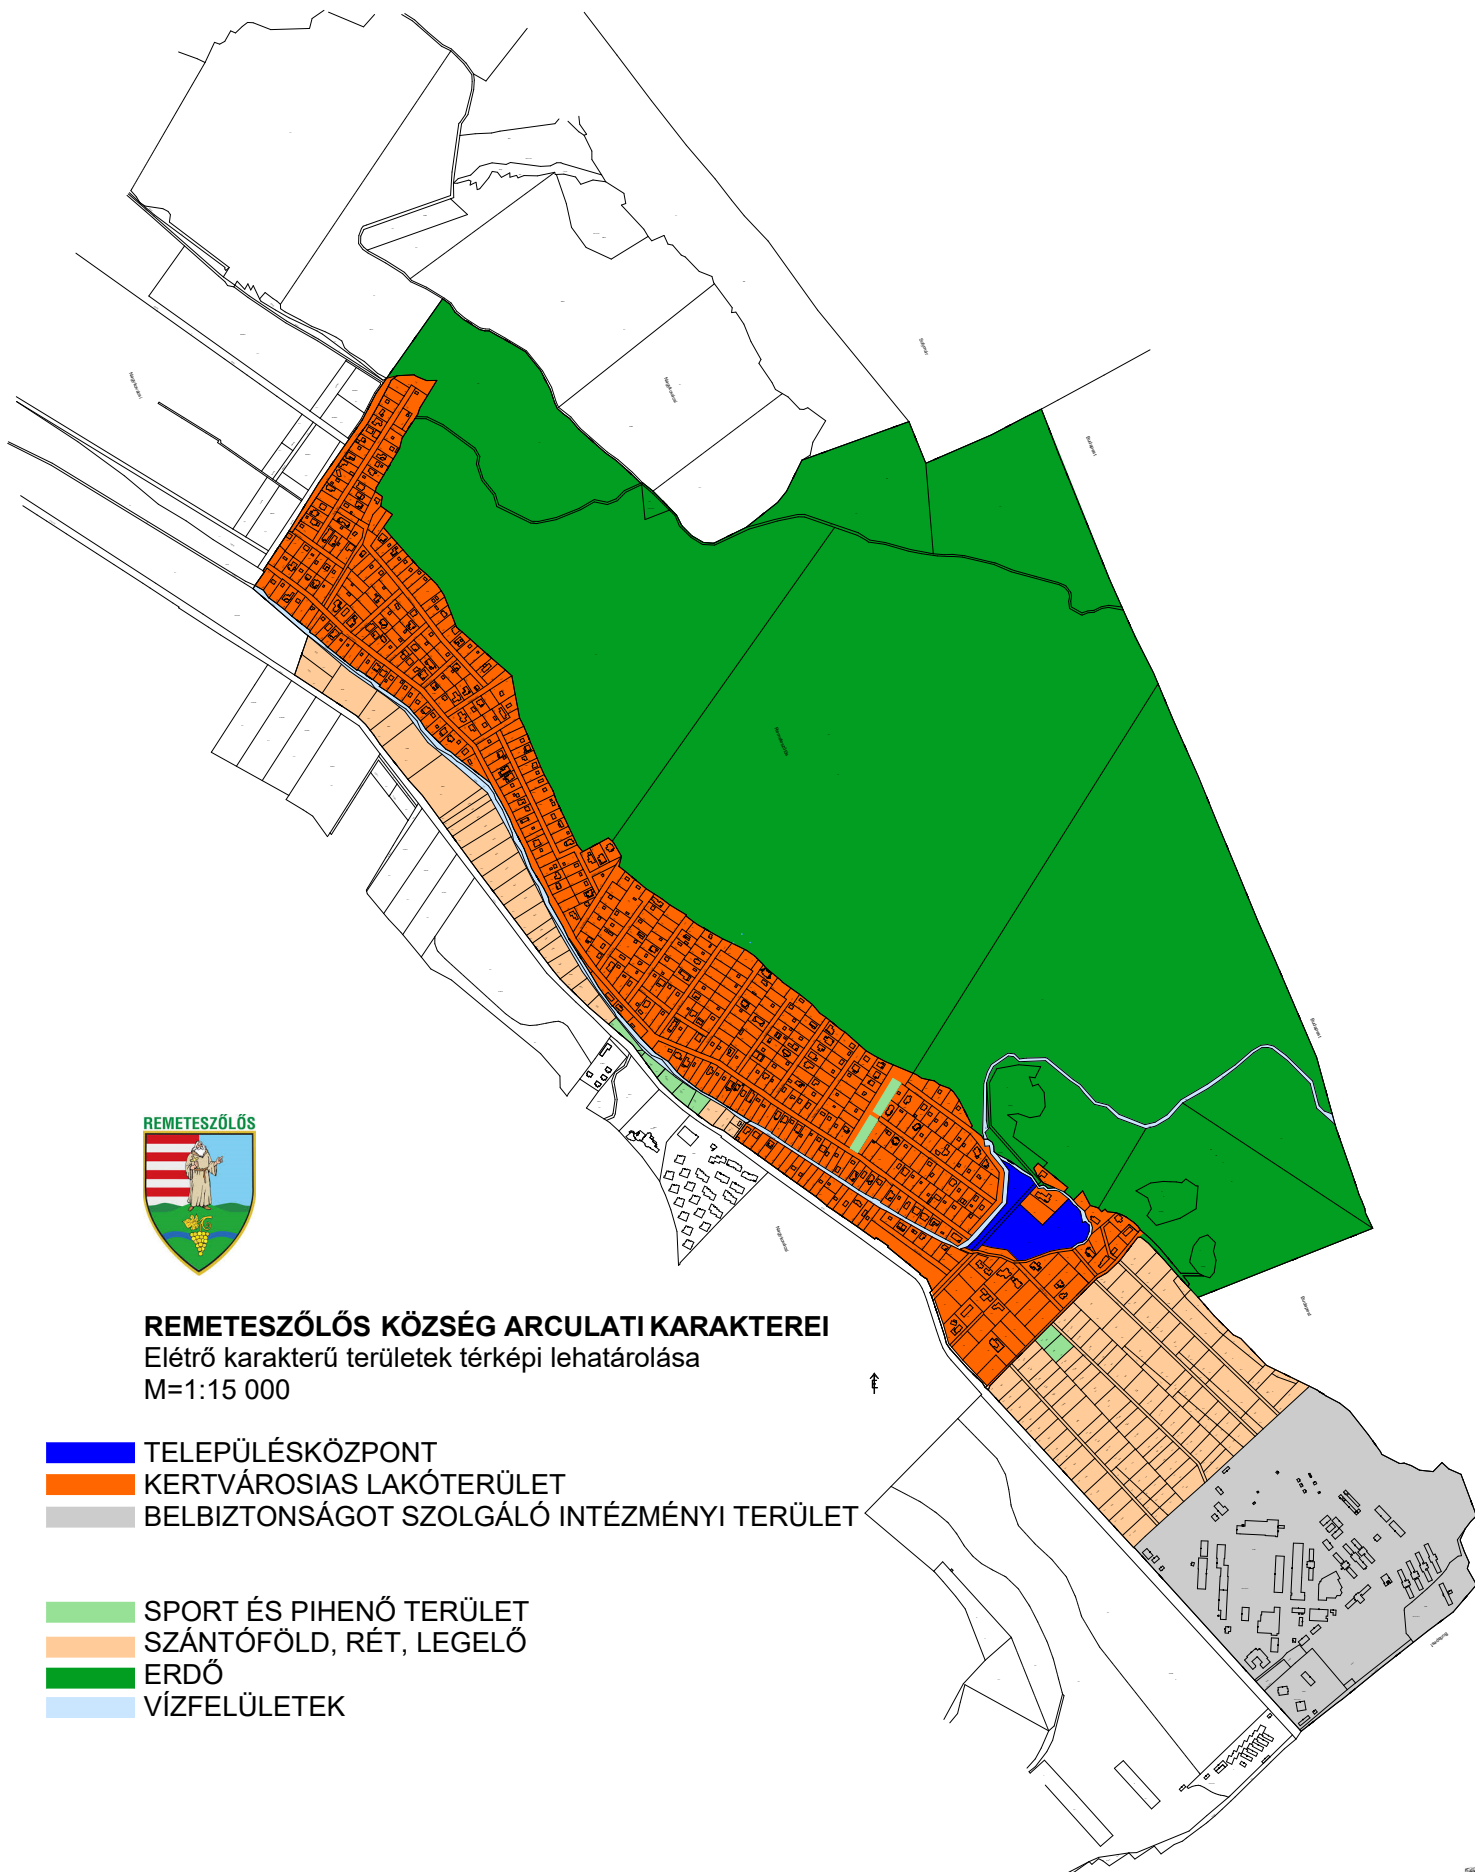 REMETESZŐLŐS
REMETESZŐLŐS KÖZSÉG ARCULATI KARAKTEREI
Elétrő karakterű területek térképi lehatárolása
M=1:15 000
TELEPÜLÉSKÖZPONT
KERTVÁROSIAS LAKÓTERÜLET
BELBIZTONSÁGOT SZOLGÁLÓ INTÉZMÉNYI TERÜLET
SPORT ÉS PIHENŐ TERÜLET
SZÁNTÓFÖLD, RÉT, LEGELŐ
ERDŐ
VÍZFELÜLETEK